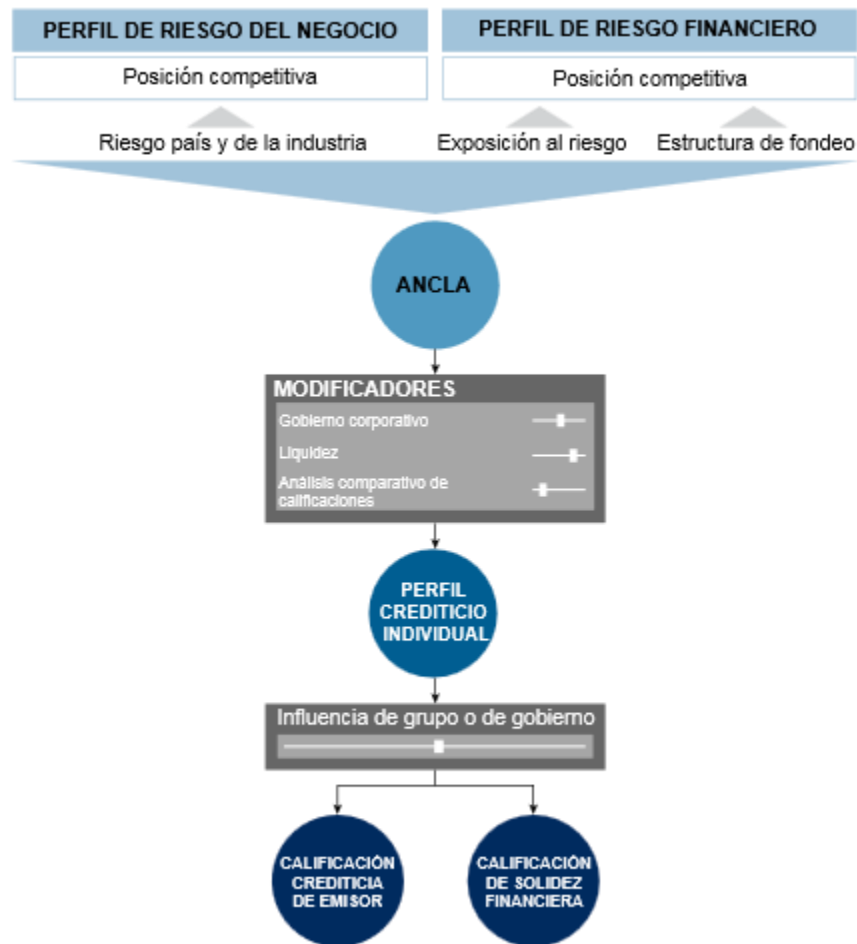 PERFIL DE RIESGO DEL NEGOCIO
PERFIL DE RIESGO FINANCIERO
Posición competitiva
Posición competitiva
Riesgo país y de la industria
Exposición al riesgo
Estructura de fondeo
ANCLA
MODIFICADORES
Gobierno corporativo
Liquidez
Análisis comparativo de
calificaciones
PERFIL
CREDITICIO
INDIVIDUAL
Influencia de grupo o de gobierno
CALIFICACIÓN
CREDITICIA
DE EMISOR
CALIFICACIÓN
DE SOLIDEZ
FINANCIERA